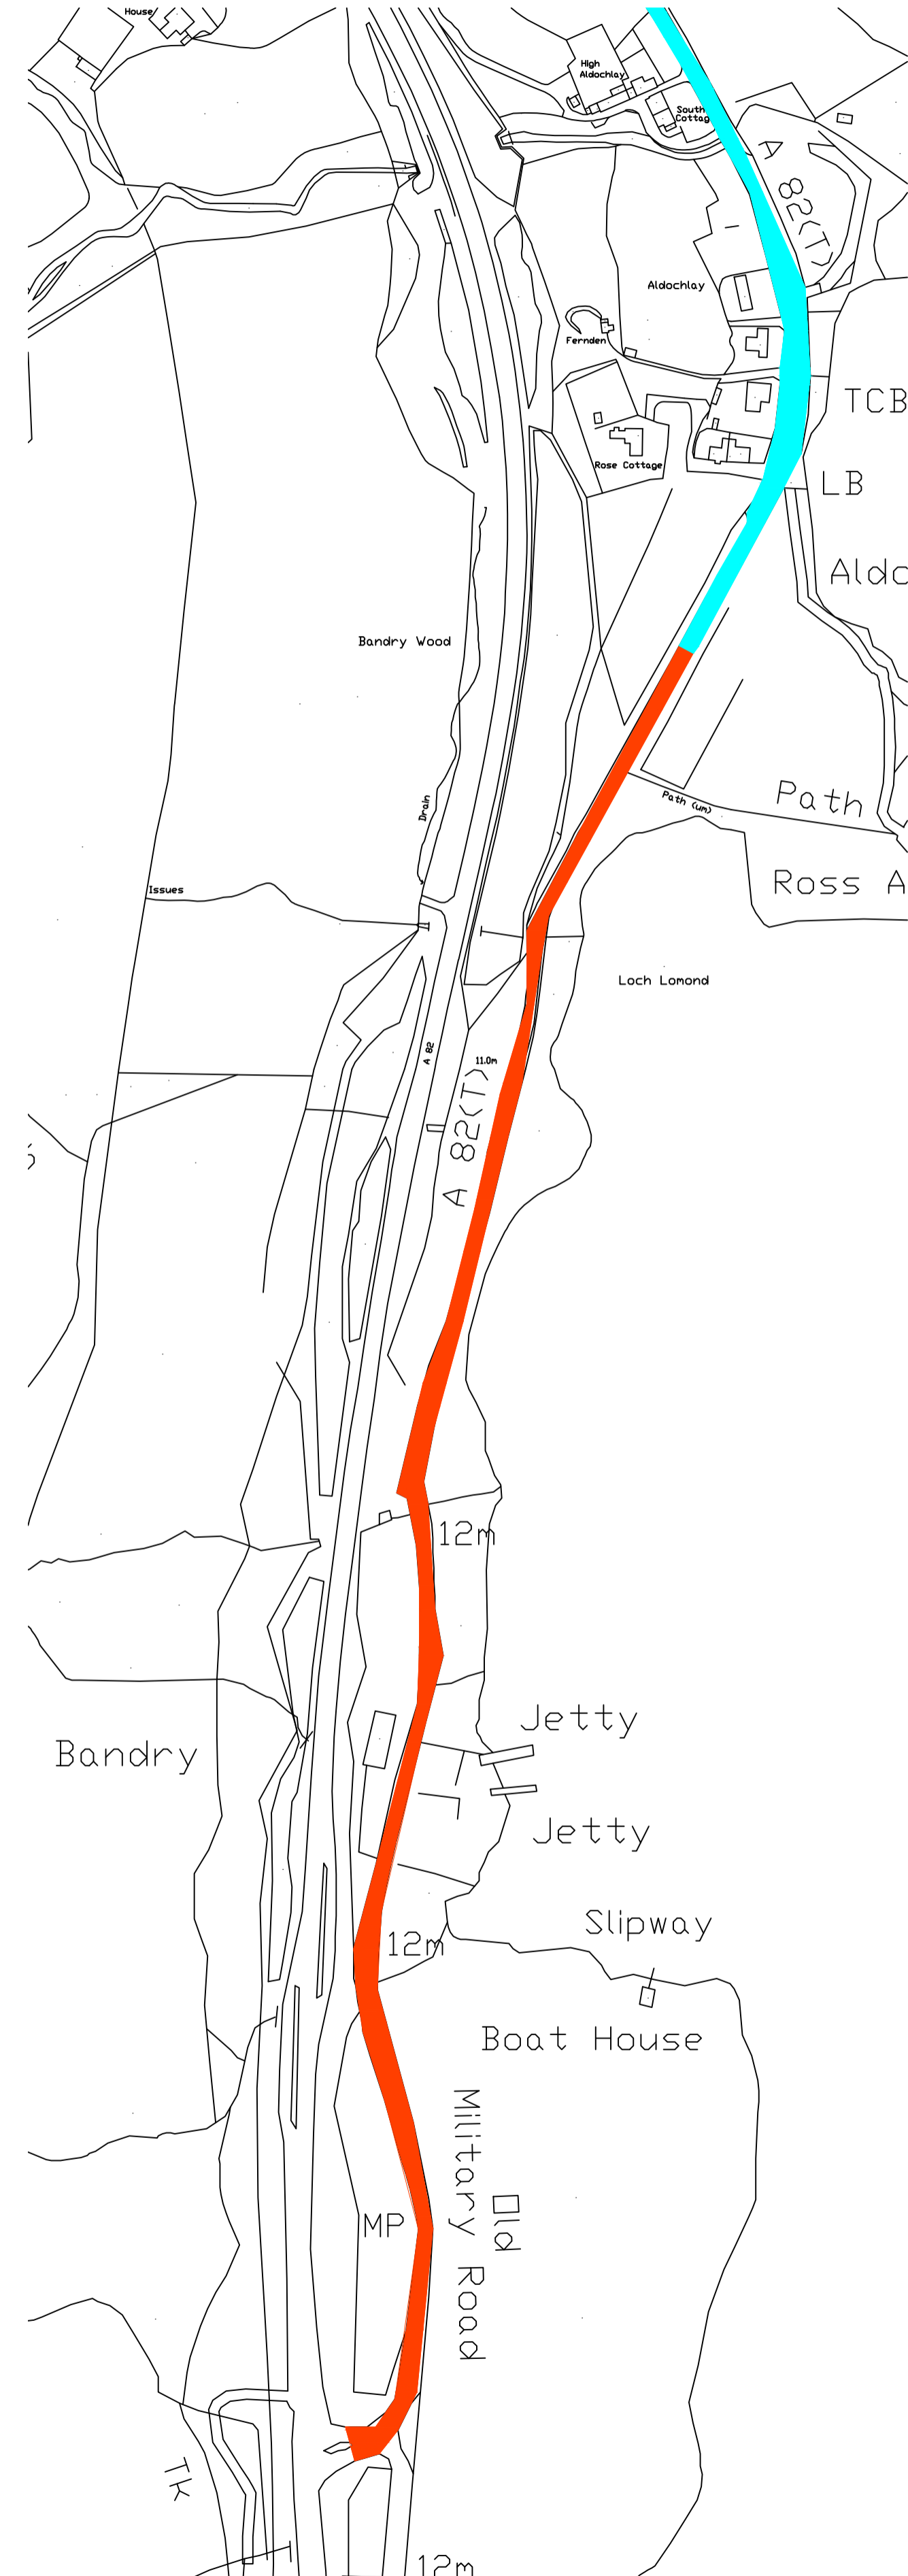 House
High
Aldochlay
South
Cottag
A 82(T)
Aldochlay
Fernden
TCB
Rose Cottage
LB
Aldo
Bandry Wood
Path
Path (um)
Drain
Ross A
Issues
Loch Lomond
A 82
11.0m
A 82(T)
12m
Jetty
Bandry
Jetty
Slipway
12m
Boat House
Old
Military Road
MP
Tk
12m